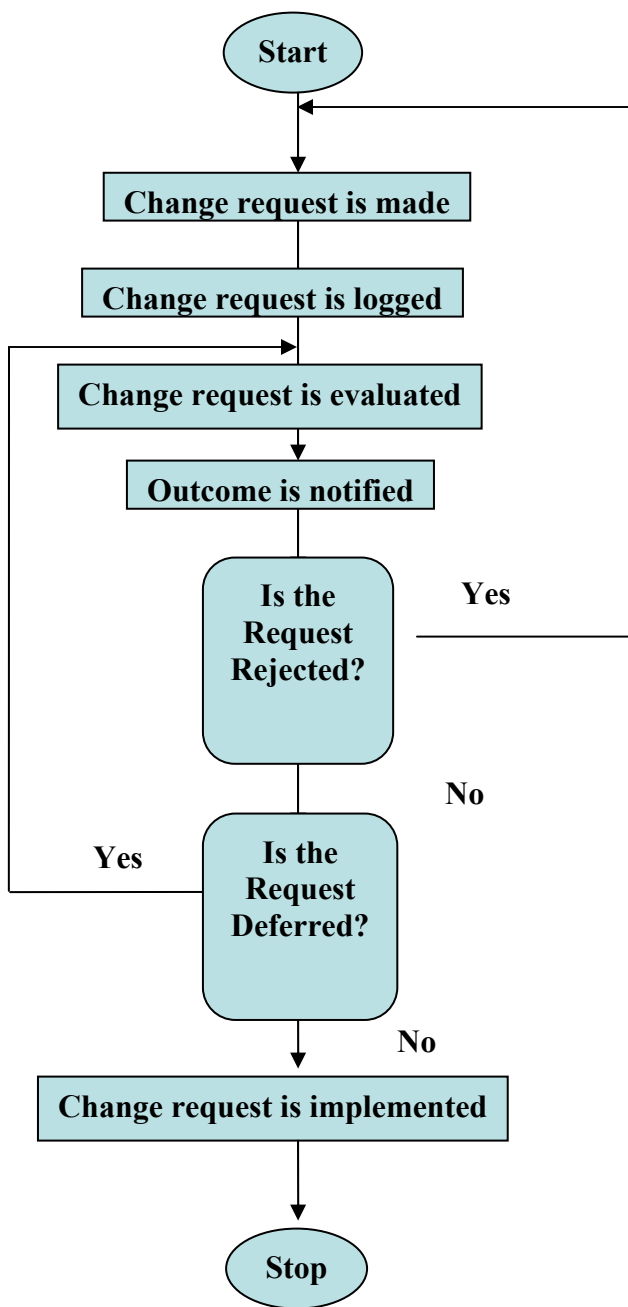 Start
Change request is made
Change request is logged
Change request is evaluated
Outcome is notified
Is the
Request
Rejected?
Yes
No
Is the
Request
Deferred?
Yes
No
Change request is implemented
Stop